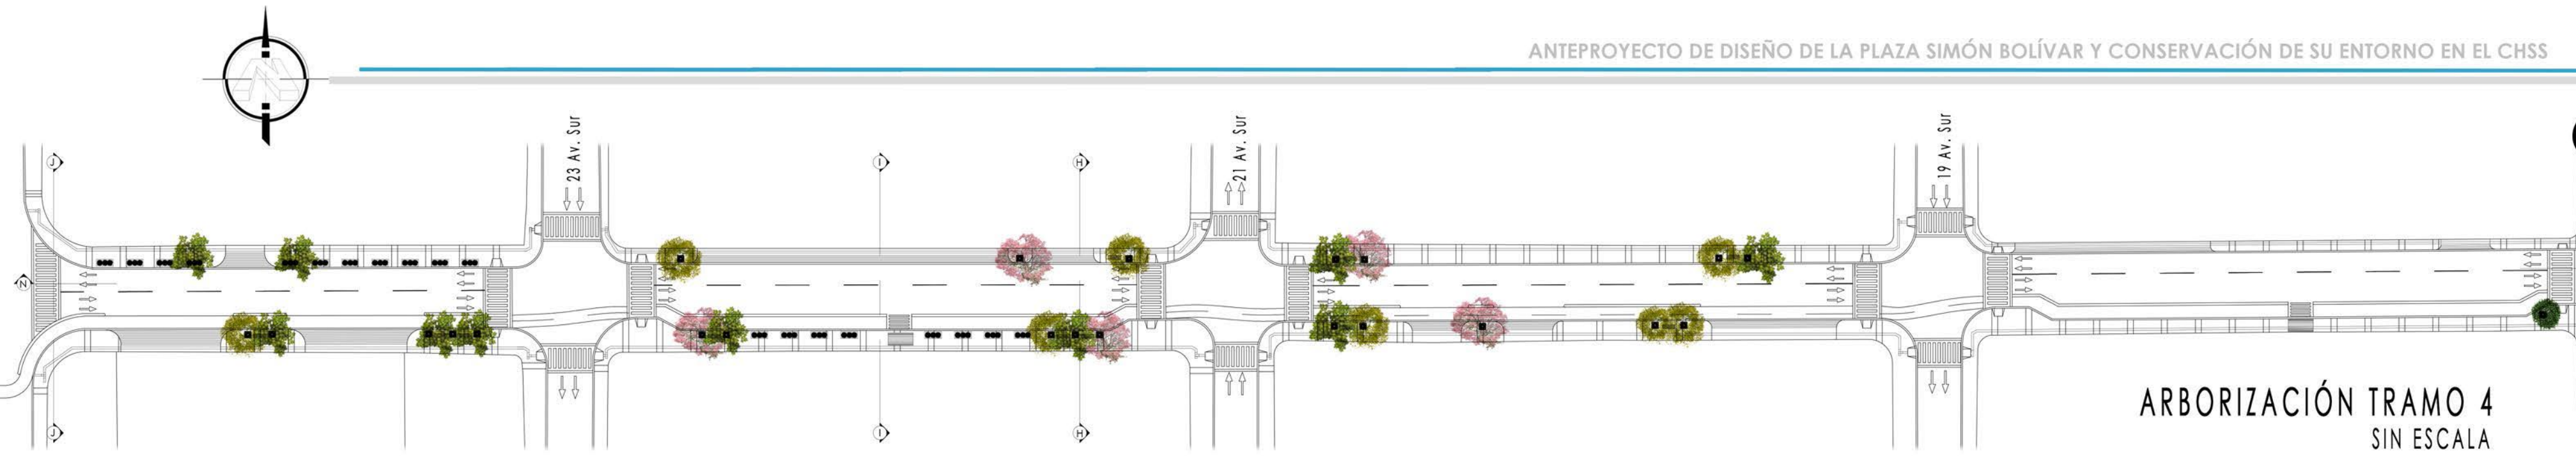 N
ANTEPROYECTO DE DISEÑO DE LA PLAZA SIMÓN BOLÍVAR Y CONSERVACIÓN DE SU ENTORNO EN EL CHSS
23 Av. Sur
21 Av. Sur
19 Av. Sur
J
I
H
N
J
I
H
ARBORIZACIÓN TRAMO 4
SIN ESCALA